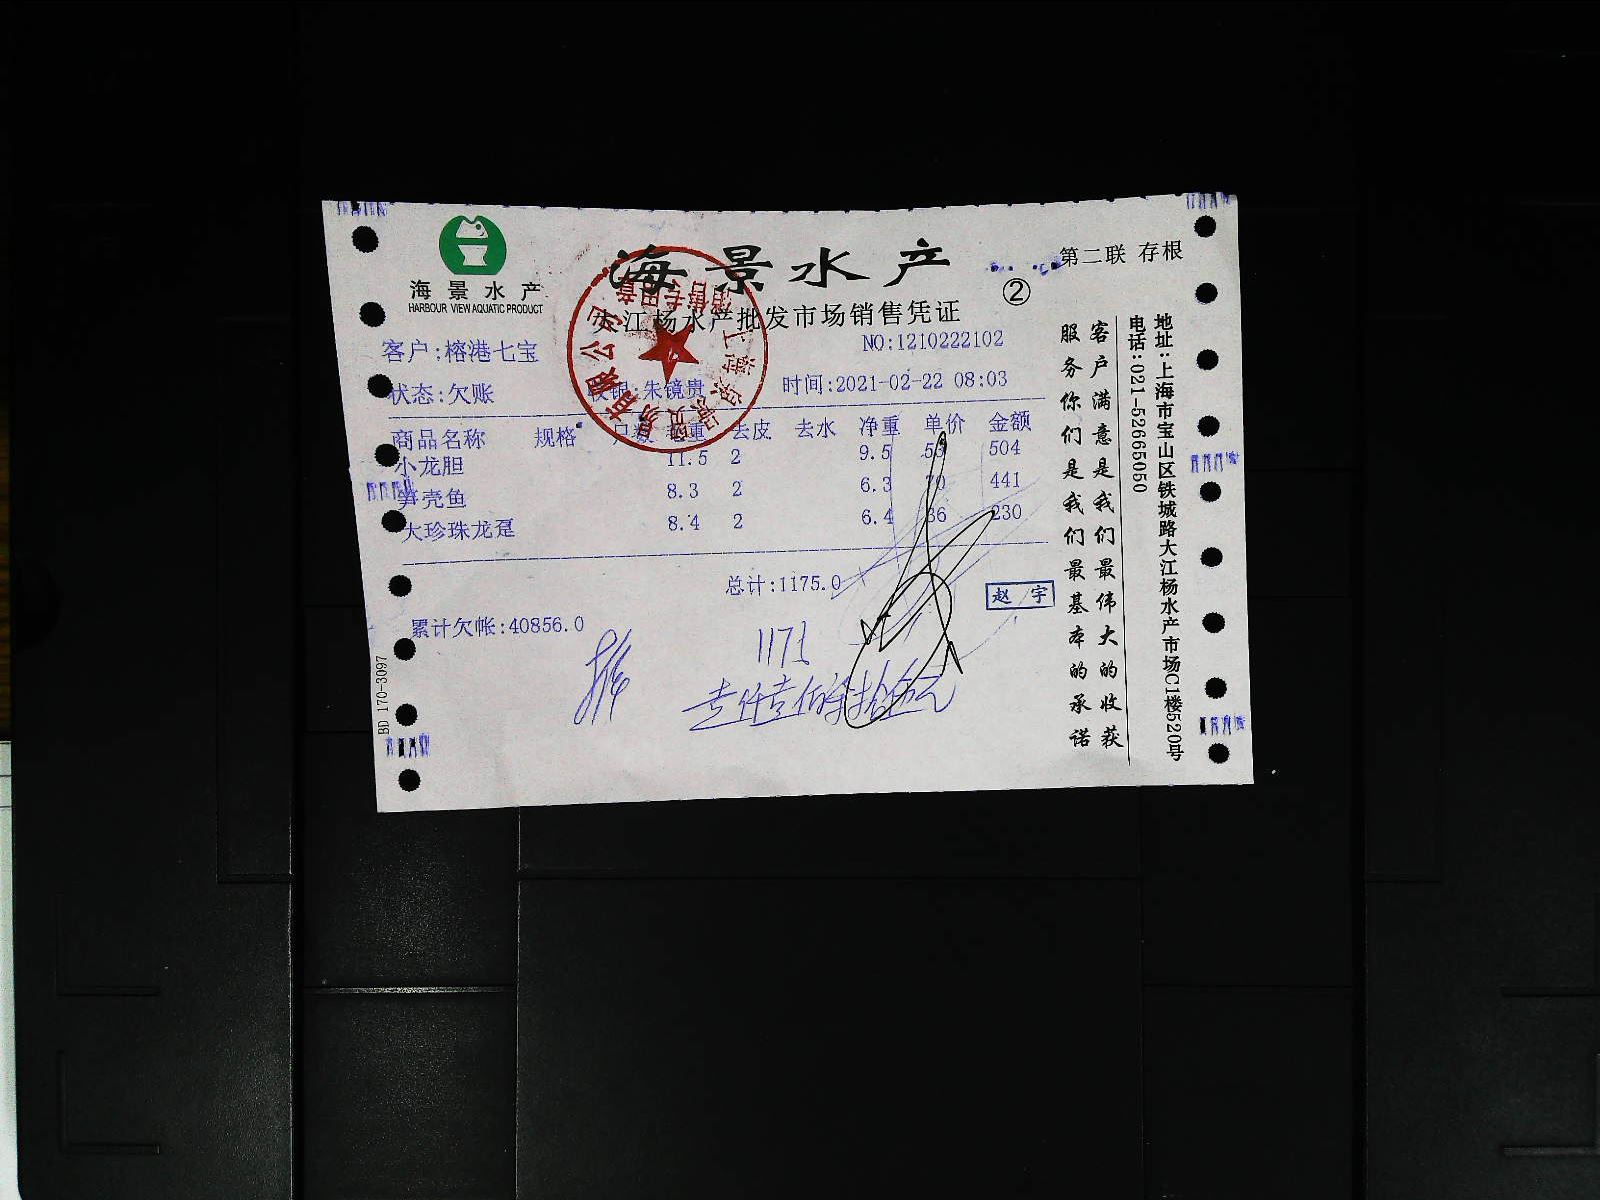 海景水产
HARBOUR VIEW AQUATIC PRODUCT
海景水产
第二联 存根
②
大江杨水产批发市场销售凭证
NO:1210222102
客户:榕港七宝
状态:欠账
收银:朱镜贵
时间:2021-02-22 08:03
商品名称 规格 只数 毛重 去皮 去水 净重 单价 金额
小龙胆 11.5 2 9.5 53 504
笋壳鱼 8.3 2 6.3 70 441
大珍珠龙趸 8.4 2 6.4 36 230
总计:1175.0
赵宇
累计欠帐:40856.0
1171
BD 170-3097
客户满意是我们最伟大的收获
服务你们是我们最基本的承诺
地址:上海市宝山区铁城路大江杨水产市场C1楼520号
电话:021-52665050